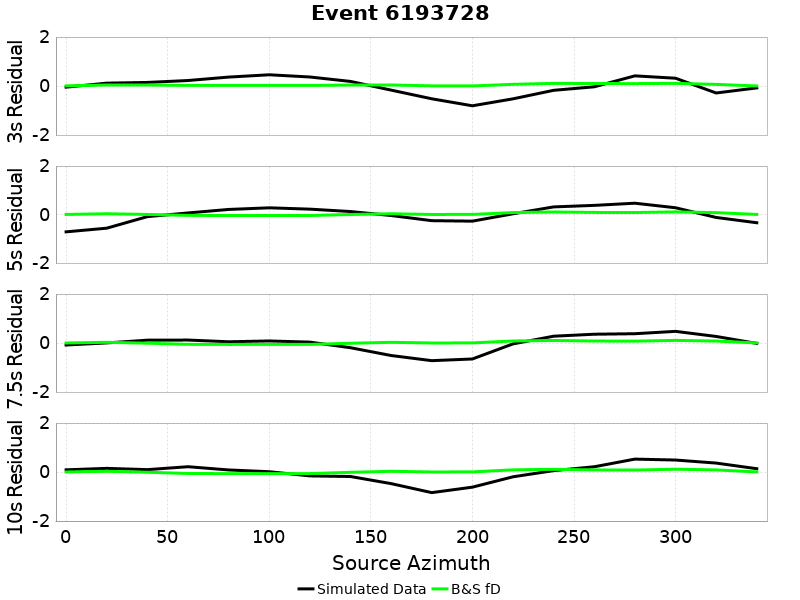 Event 6193728
3s Residual
2
0
-2
5s Residual
2
0
-2
7.5s Residual
2
0
-2
10s Residual
2
0
-2
0 50 100 150 200 250 300
Source Azimuth
Simulated Data B&S fD